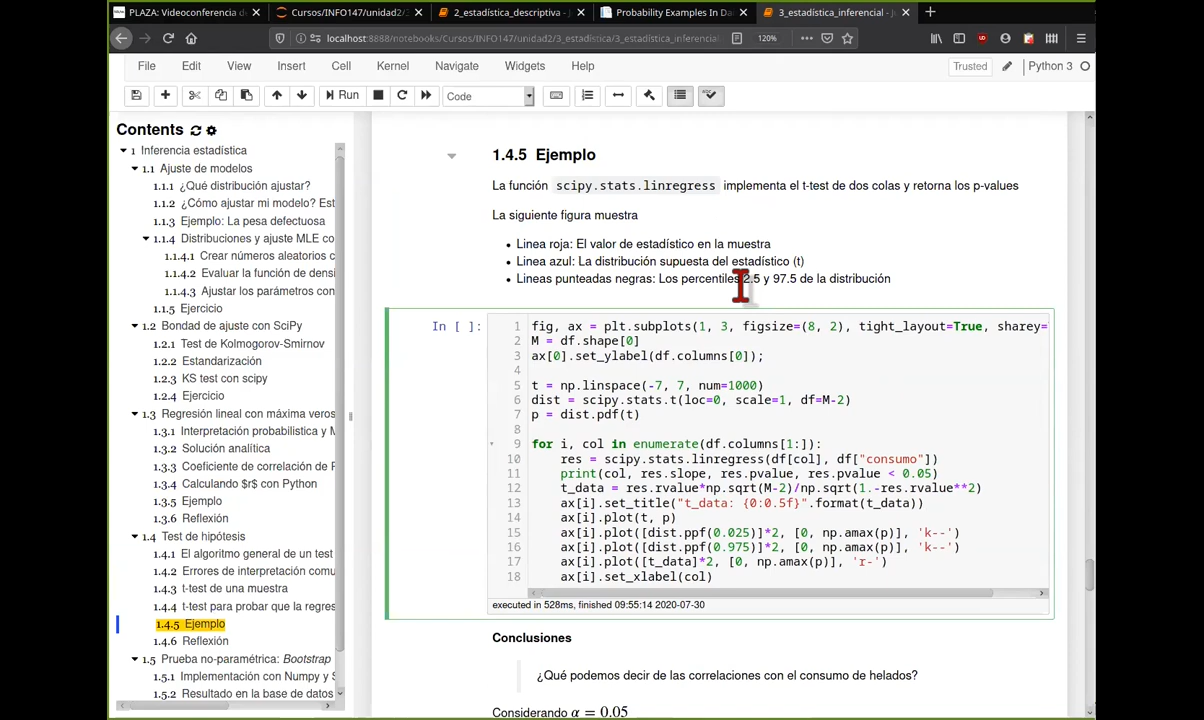 PLAZA: Videoconferencia de
Cursos/INFO147/unidad2/3
2_estadística_descriptiva - J
Probability Examples In Da
3_estadística_inferencial - J
localhost:8888/notebooks/Cursos/INFO147/unidad2/3_estadística/3_estadística_inferencial
120%
File Edit View Insert Cell Kernel Navigate Widgets Help
Trusted
Python 3
Run
Code
Contents
1 Inferencia estadística
1.1 Ajuste de modelos
1.1.1 ¿Qué distribución ajustar?
1.1.2 ¿Cómo ajustar mi modelo? Est
1.1.3 Ejemplo: La pesa defectuosa
1.1.4 Distribuciones y ajuste MLE co
1.1.4.1 Crear números aleatorios c
1.1.4.2 Evaluar la función de densi
1.1.4.3 Ajustar los parámetros con
1.1.5 Ejercicio
1.2 Bondad de ajuste con SciPy
1.2.1 Test de Kolmogorov-Smirnov
1.2.2 Estandarización
1.2.3 KS test con scipy
1.2.4 Ejercicio
1.3 Regresión lineal con máxima veros
1.3.1 Interpretación probabilistica y M
1.3.2 Solución analítica
1.3.3 Coeficiente de correlación de P
1.3.4 Calculando $r$ con Python
1.3.5 Ejemplo
1.3.6 Reflexión
1.4 Test de hipótesis
1.4.1 El algoritmo general de un test
1.4.2 Errores de interpretación comu
1.4.3 t-test de una muestra
1.4.4 t-test para probar que la regres
1.4.5 Ejemplo
1.4.6 Reflexión
1.5 Prueba no-paramétrica: Bootstrap
1.5.1 Implementación con Numpy y S
1.5.2 Resultado en la base de datos
1.4.5 Ejemplo
La función scipy.stats.linregress implementa el t-test de dos colas y retorna los p-values
La siguiente figura muestra
• Linea roja: El valor de estadístico en la muestra
• Linea azul: La distribución supuesta del estadístico (t)
• Lineas punteadas negras: Los percentiles 2.5 y 97.5 de la distribución
In [ ]:
1 fig, ax = plt.subplots(1, 3, figsize=(8, 2), tight_layout=True, sharey=
2 M = df.shape[0]
3 ax[0].set_ylabel(df.columns[0]);
4
5 t = np.linspace(-7, 7, num=1000)
6 dist = scipy.stats.t(loc=0, scale=1, df=M-2)
7 p = dist.pdf(t)
8
9 for i, col in enumerate(df.columns[1:]):
10 res = scipy.stats.linregress(df[col], df["consumo"])
11 print(col, res.slope, res.pvalue, res.pvalue < 0.05)
12 t_data = res.rvalue*np.sqrt(M-2)/np.sqrt(1.-res.rvalue**2)
13 ax[i].set_title("t_data: {0:0.5f}".format(t_data))
14 ax[i].plot(t, p)
15 ax[i].plot([dist.ppf(0.025)]*2, [0, np.amax(p)], 'k--')
16 ax[i].plot([dist.ppf(0.975)]*2, [0, np.amax(p)], 'k--')
17 ax[i].plot([t_data]*2, [0, np.amax(p)], 'r-')
18 ax[i].set_xlabel(col)
executed in 528ms, finished 09:55:14 2020-07-30
Conclusiones
¿Qué podemos decir de las correlaciones con el consumo de helados?
Considerando α = 0.05